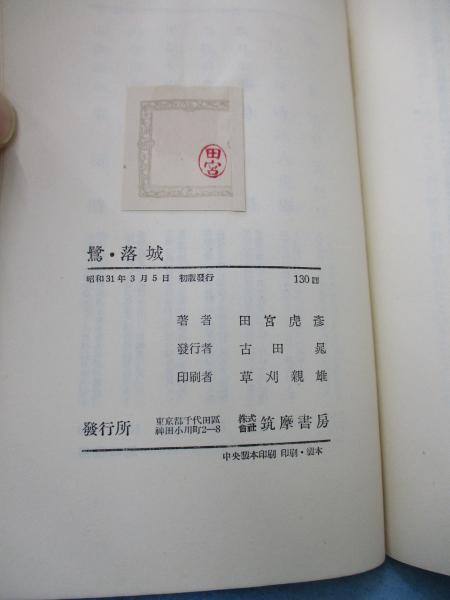 田宮
鷺・落城
昭和31年3月5日 初版發行 130圓
著者 田宮虎彦
發行者 古田晁
印刷者 草刈親雄
發行所 東京都千代田區神田小川町2—8 株式會社 筑摩書房
中央製本印刷 印刷・製本